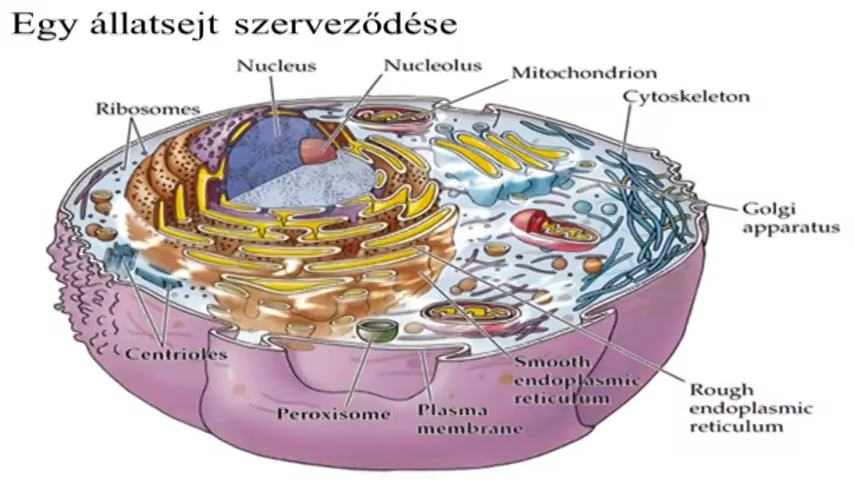 Egy állatsejt szerveződése
Nucleus
Nucleolus
Mitochondrion
Cytoskeleton
Ribosomes
Golgi
apparatus
Centrioles
Smooth
endoplasmic
reticulum
Rough
endoplasmic
reticulum
Peroxisome
Plasma
membrane